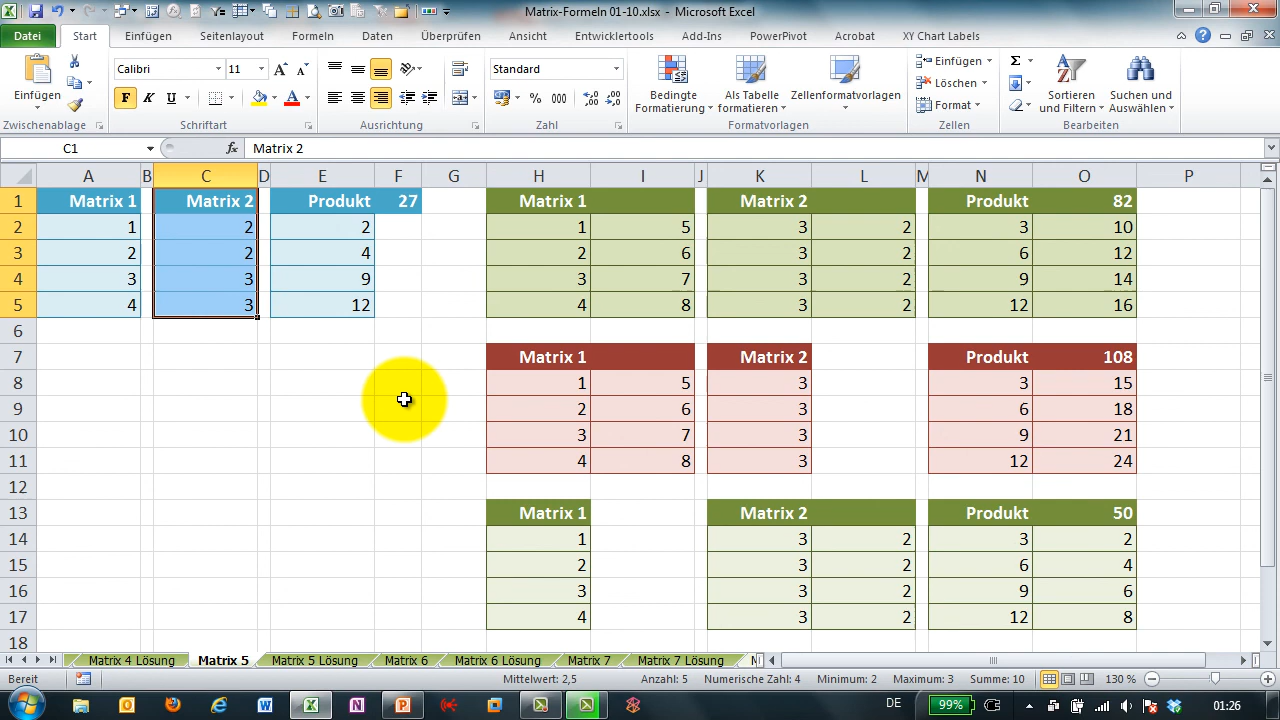 Matrix-Formeln 01-10.xlsx - Microsoft Excel
Datei Start Einfügen Seitenlayout Formeln Daten Überprüfen Ansicht Entwicklertools Add-Ins PowerPivot Acrobat XY Chart Labels
Einfügen
Zwischenablage
Calibri 11
F K U
Schriftart
Ausrichtung
Standard
% 000
Zahl
Bedingte Formatierung
Als Tabelle formatieren
Zellenformatvorlagen
Formatvorlagen
Einfügen
Löschen
Format
Zellen
Sortieren und Filtern
Suchen und Auswählen
Bearbeiten
C1 fx Matrix 2
A B C D E F G H I J K L M N O P
1 Matrix 1 Matrix 2 Produkt 27 Matrix 1 Matrix 2 Produkt 82
2 1 2 2 1 5 3 2 3 10
3 2 2 4 2 6 3 2 6 12
4 3 3 9 3 7 3 2 9 14
5 4 3 12 4 8 3 2 12 16
6
7 Matrix 1 Matrix 2 Produkt 108
8 1 5 3 3 15
9 2 6 3 6 18
10 3 7 3 9 21
11 4 8 3 12 24
12
13 Matrix 1 Matrix 2 Produkt 50
14 1 3 2 3 2
15 2 3 2 6 4
16 3 3 2 9 6
17 4 3 2 12 8
18
Matrix 4 Lösung Matrix 5 Matrix 5 Lösung Matrix 6 Matrix 6 Lösung Matrix 7 Matrix 7 Lösung
Bereit Mittelwert: 2,5 Anzahl: 5 Numerische Zahl: 4 Minimum: 2 Maximum: 3 Summe: 10 130 %
DE 99% 01:26